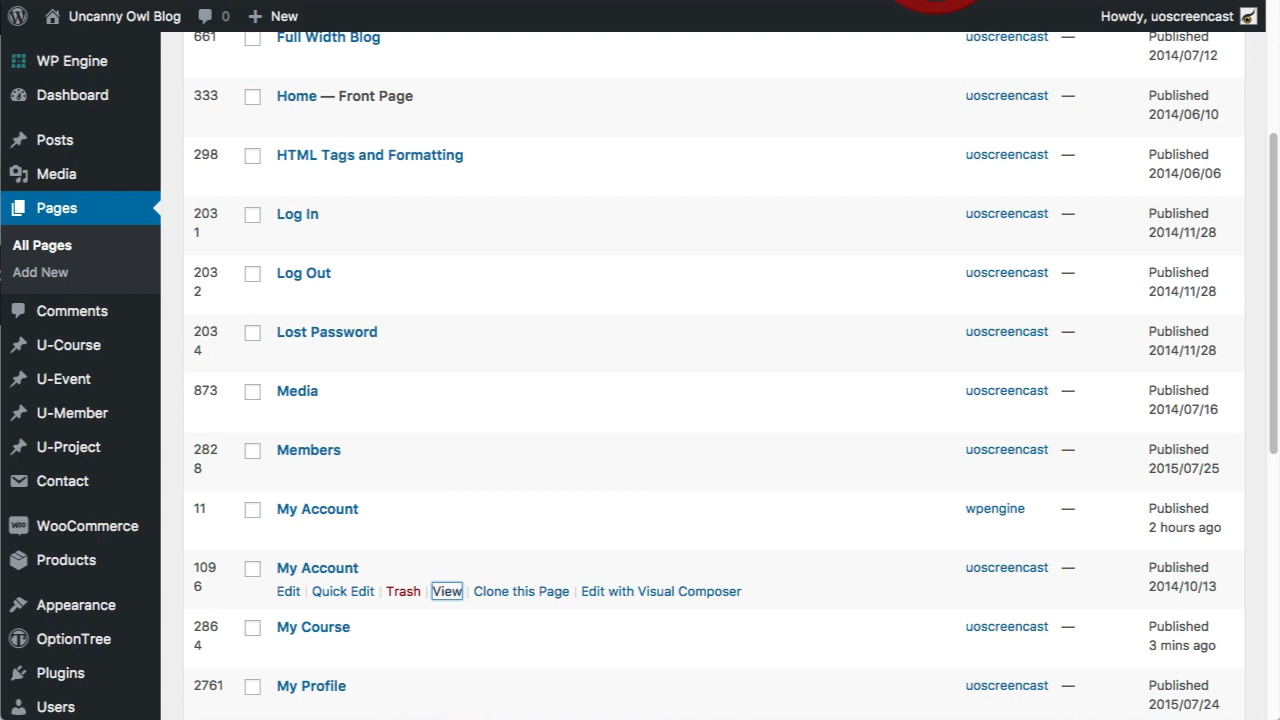 Uncanny Owl Blog 0 New Howdy, uoscreencast
WP Engine
Dashboard
Posts
Media
Pages
All Pages
Add New
Comments
U-Course
U-Event
U-Member
U-Project
Contact
WooCommerce
Products
Appearance
OptionTree
Plugins
Users
661 Full Width Blog uoscreencast — Published
2014/07/12
333 Home — Front Page uoscreencast — Published
2014/06/10
298 HTML Tags and Formatting uoscreencast — Published
2014/06/06
203 Log In uoscreencast — Published
1 2014/11/28
203 Log Out uoscreencast — Published
2 2014/11/28
203 Lost Password uoscreencast — Published
4 2014/11/28
873 Media uoscreencast — Published
2014/07/16
282 Members uoscreencast — Published
8 2015/07/25
11 My Account wpengine — Published
2 hours ago
109 My Account uoscreencast — Published
6 Edit | Quick Edit | Trash | View | Clone this Page | Edit with Visual Composer 2014/10/13
286 My Course uoscreencast — Published
4 3 mins ago
2761 My Profile uoscreencast — Published
2015/07/24